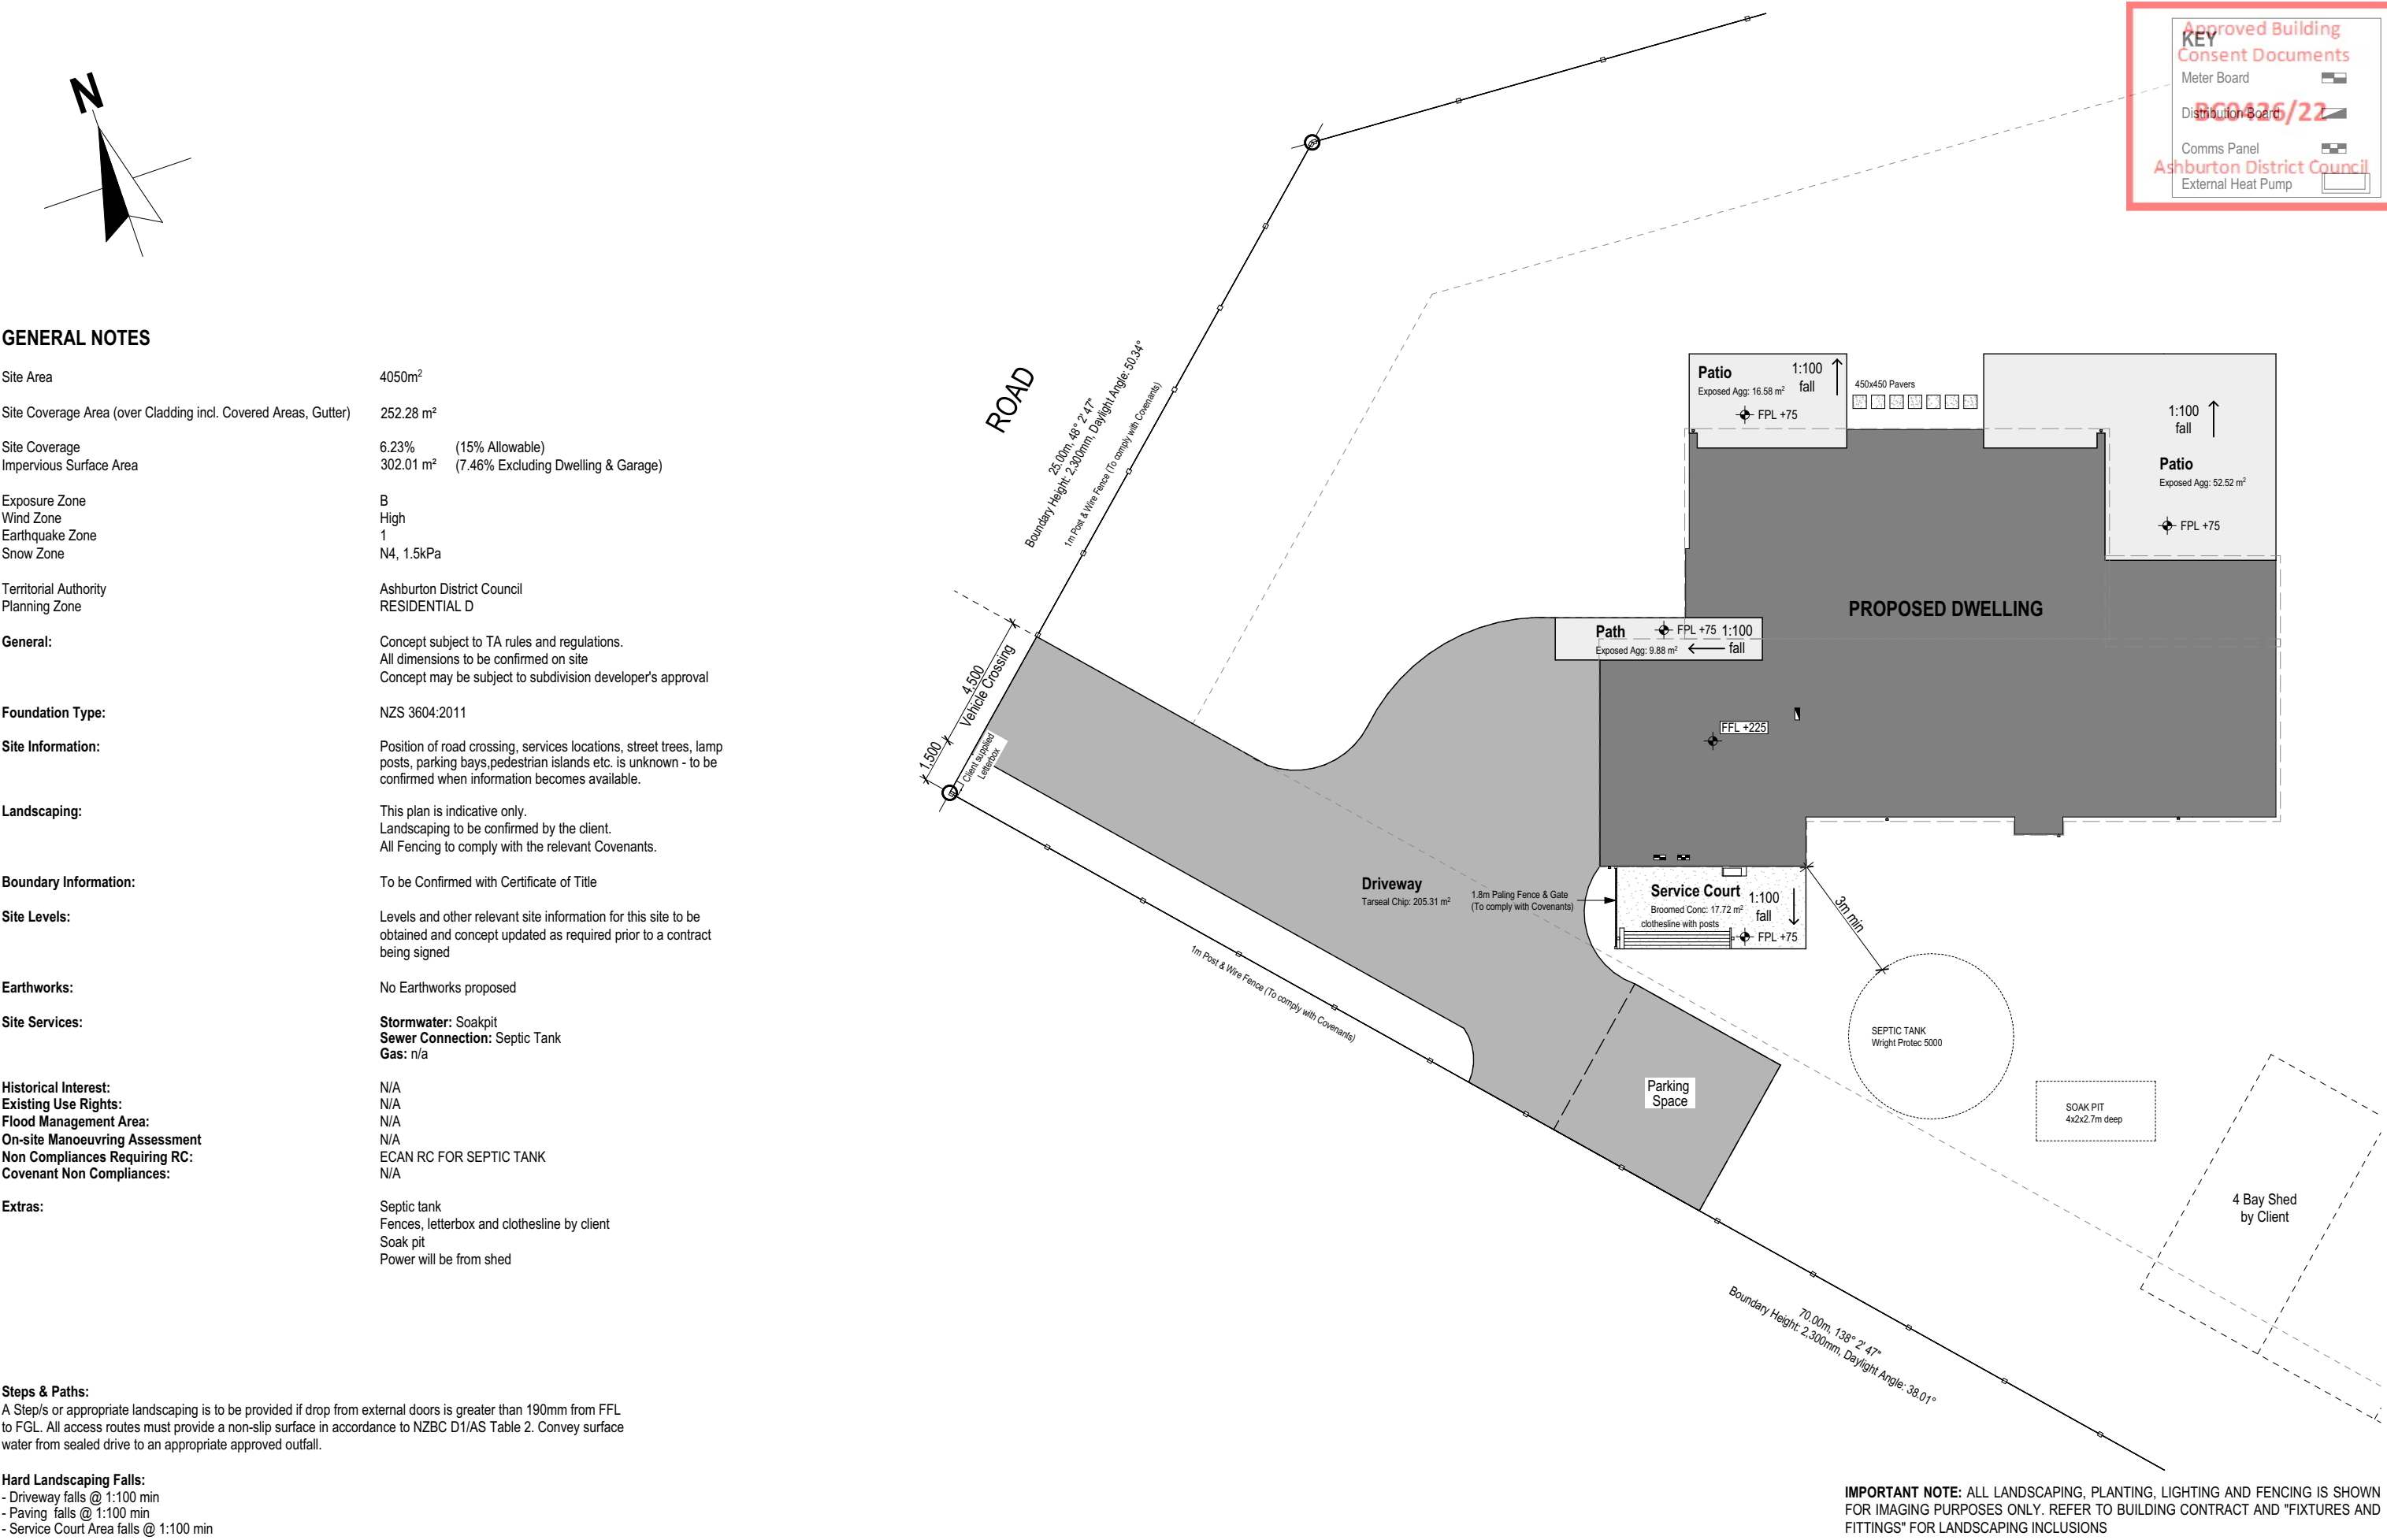 N
Approved Building
KEY
Consent Documents
Meter Board
Distribution Board
BC0426/22
Comms Panel
Ashburton District Council
External Heat Pump
GENERAL NOTES
Site Area 4050m²
Site Coverage Area (over Cladding incl. Covered Areas, Gutter) 252.28 m²
Site Coverage 6.23% (15% Allowable)
Impervious Surface Area 302.01 m² (7.46% Excluding Dwelling & Garage)
Exposure Zone B
Wind Zone High
Earthquake Zone 1
Snow Zone N4, 1.5kPa
Territorial Authority Ashburton District Council
Planning Zone RESIDENTIAL D
General: Concept subject to TA rules and regulations.
All dimensions to be confirmed on site
Concept may be subject to subdivision developer's approval
Foundation Type: NZS 3604:2011
Site Information: Position of road crossing, services locations, street trees, lamp
posts, parking bays,pedestrian islands etc. is unknown - to be
confirmed when information becomes available.
Landscaping: This plan is indicative only.
Landscaping to be confirmed by the client.
All Fencing to comply with the relevant Covenants.
Boundary Information: To be Confirmed with Certificate of Title
Site Levels: Levels and other relevant site information for this site to be
obtained and concept updated as required prior to a contract
being signed
Earthworks: No Earthworks proposed
Site Services: Stormwater: Soakpit
Sewer Connection: Septic Tank
Gas: n/a
Historical Interest: N/A
Existing Use Rights: N/A
Flood Management Area: N/A
On-site Manoeuvring Assessment N/A
Non Compliances Requiring RC: ECAN RC FOR SEPTIC TANK
Covenant Non Compliances: N/A
Extras: Septic tank
Fences, letterbox and clothesline by client
Soak pit
Power will be from shed
Steps & Paths:
A Step/s or appropriate landscaping is to be provided if drop from external doors is greater than 190mm from FFL
to FGL. All access routes must provide a non-slip surface in accordance to NZBC D1/AS Table 2. Convey surface
water from sealed drive to an appropriate approved outfall.
Hard Landscaping Falls:
- Driveway falls @ 1:100 min
- Paving falls @ 1:100 min
- Service Court Area falls @ 1:100 min
ROAD
25.00m, 48° 2' 47"
Boundary Height: 2,300mm, Daylight Angle: 50.34°
1m Post & Wire Fence (To comply with Covenants)
4,500
Vehicle Crossing
1,500
Client supplied
Letterbox
Patio
Exposed Agg: 16.58 m²
1:100
fall
FPL +75
450x450 Pavers
1:100
fall
Patio
Exposed Agg: 52.52 m²
FPL +75
PROPOSED DWELLING
Path
Exposed Agg: 9.88 m²
FPL +75 1:100
fall
FFL +225
Driveway
Tarseal Chip: 205.31 m²
1.8m Paling Fence & Gate
(To comply with Covenants)
Service Court
Broomed Conc: 17.72 m²
clothesline with posts
1:100
fall
FPL +75
3m min
1m Post & Wire Fence (To comply with Covenants)
SEPTIC TANK
Wright Protec 5000
Parking
Space
SOAK PIT
4x2x2.7m deep
4 Bay Shed
by Client
70.00m, 138° 2' 47"
Boundary Height: 2,300mm, Daylight Angle: 38.01°
IMPORTANT NOTE: ALL LANDSCAPING, PLANTING, LIGHTING AND FENCING IS SHOWN
FOR IMAGING PURPOSES ONLY. REFER TO BUILDING CONTRACT AND "FIXTURES AND
FITTINGS" FOR LANDSCAPING INCLUSIONS